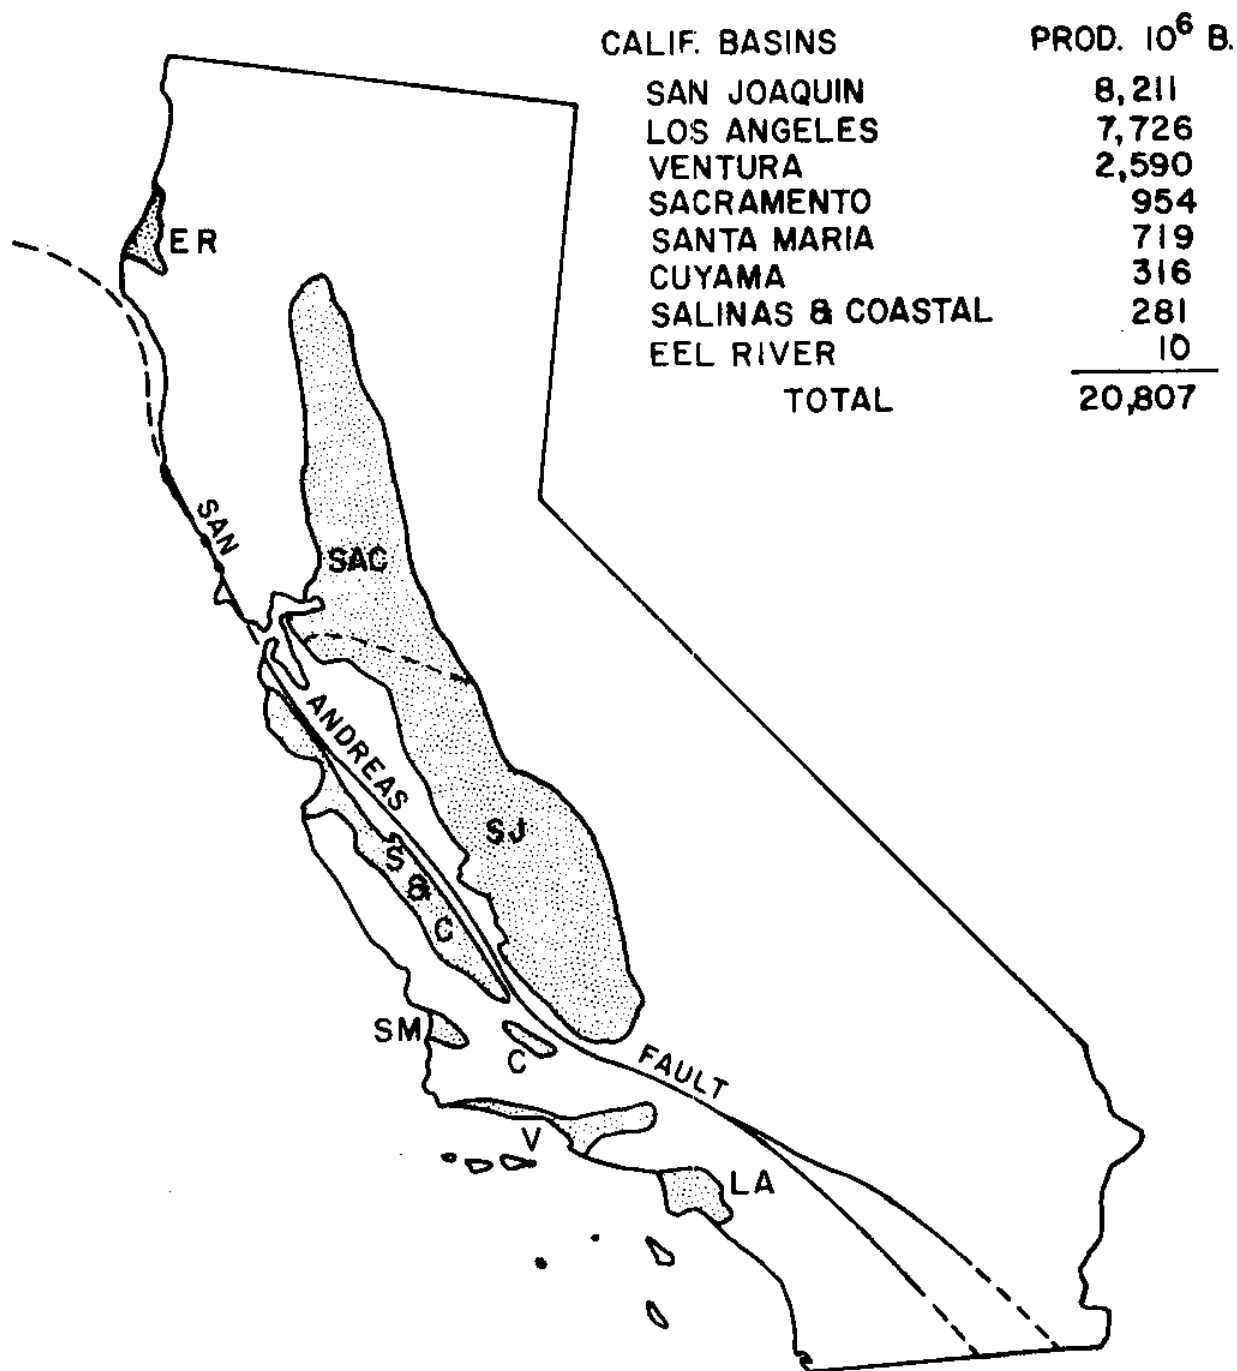 CALIF. BASINS PROD. 10⁶ B.
SAN JOAQUIN 8,211
LOS ANGELES 7,726
VENTURA 2,590
SACRAMENTO 954
SANTA MARIA 719
CUYAMA 316
SALINAS & COASTAL 281
EEL RIVER 10
TOTAL 20,807
ER
SAN
SAC
ANDREAS
SJ
S & C
SM
C
FAULT
V
LA